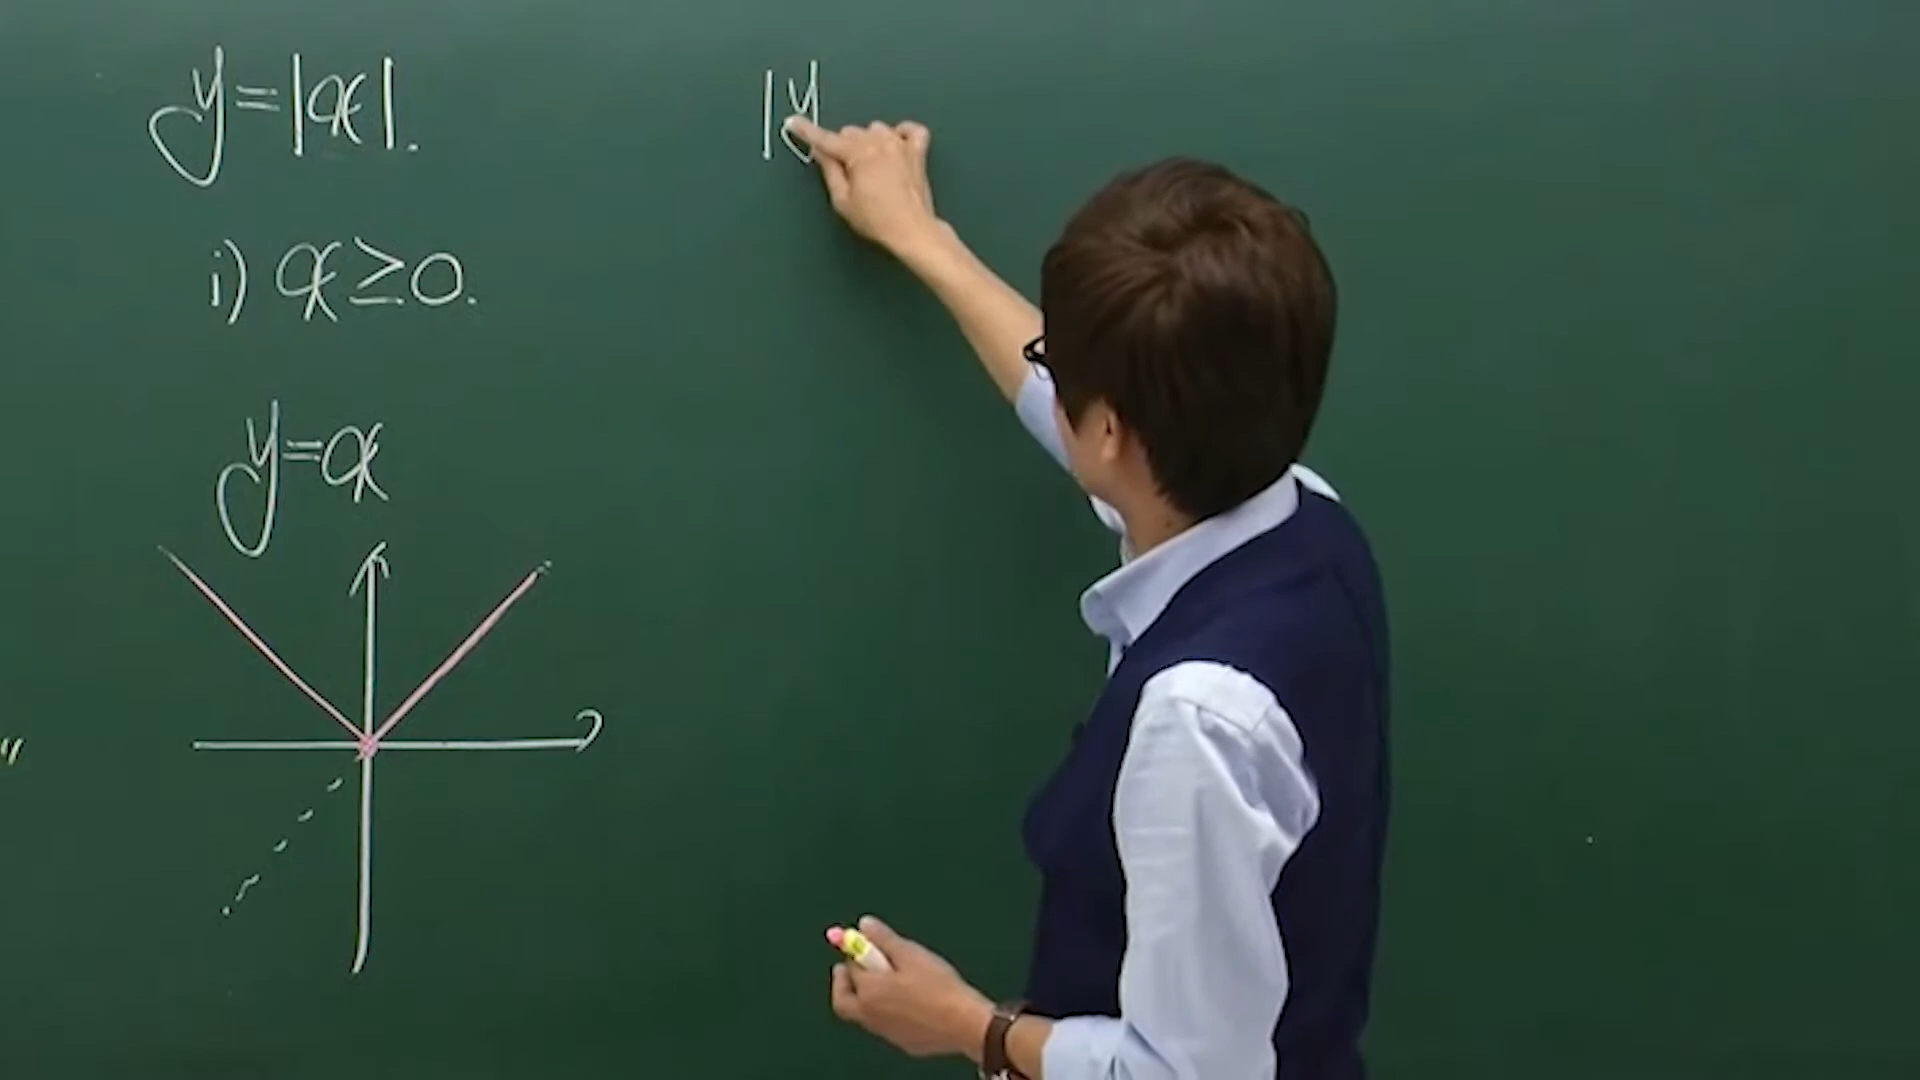 y=|x|.
i) x≥0.
y=x
|y